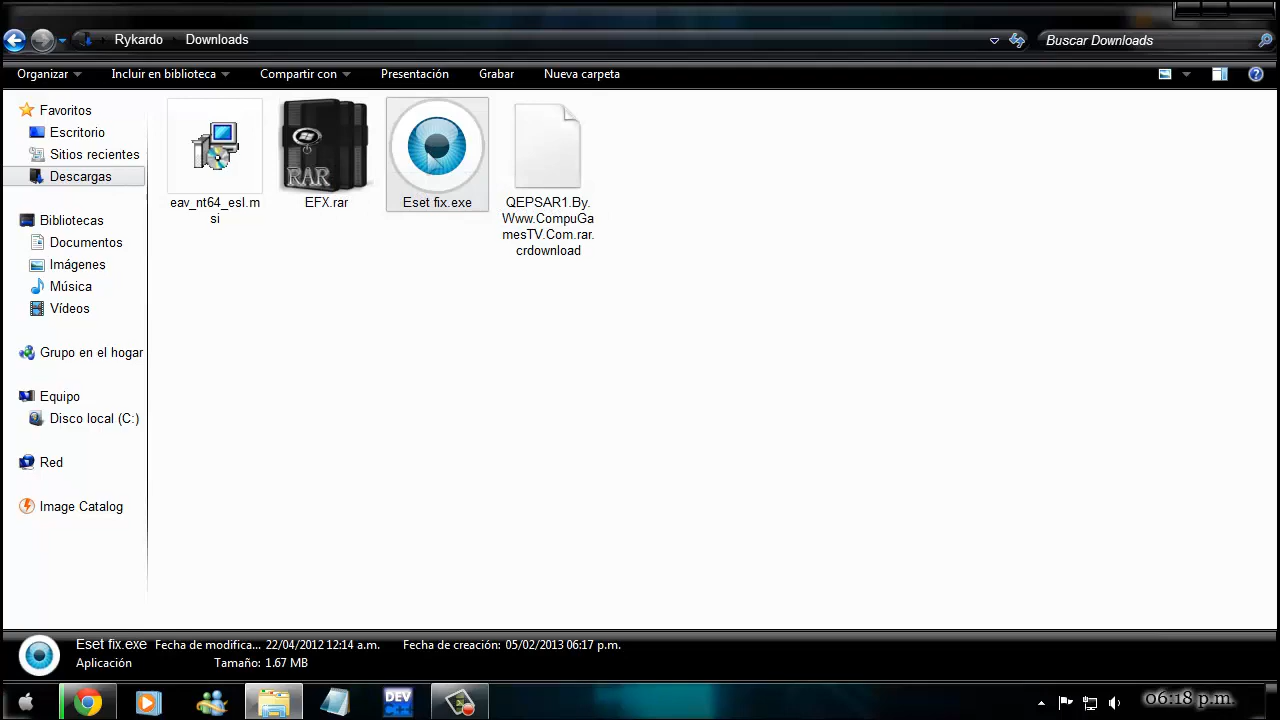 Rykardo Downloads
Buscar Downloads
Organizar
Incluir en biblioteca
Compartir con
Presentación
Grabar
Nueva carpeta
Favoritos
Escritorio
Sitios recientes
Descargas
Bibliotecas
Documentos
Imágenes
Música
Vídeos
Grupo en el hogar
Equipo
Disco local (C:)
Red
Image Catalog
eav_nt64_esl.m
si
RAR
EFX.rar
Eset fix.exe
QEPSAR1.By.
Www.CompuGa
mesTV.Com.rar.
crdownload
Eset fix.exe Fecha de modifica... 22/04/2012 12:14 a.m. Fecha de creación: 05/02/2013 06:17 p.m.
Aplicación Tamaño: 1.67 MB
DEV
06:18 p.m.